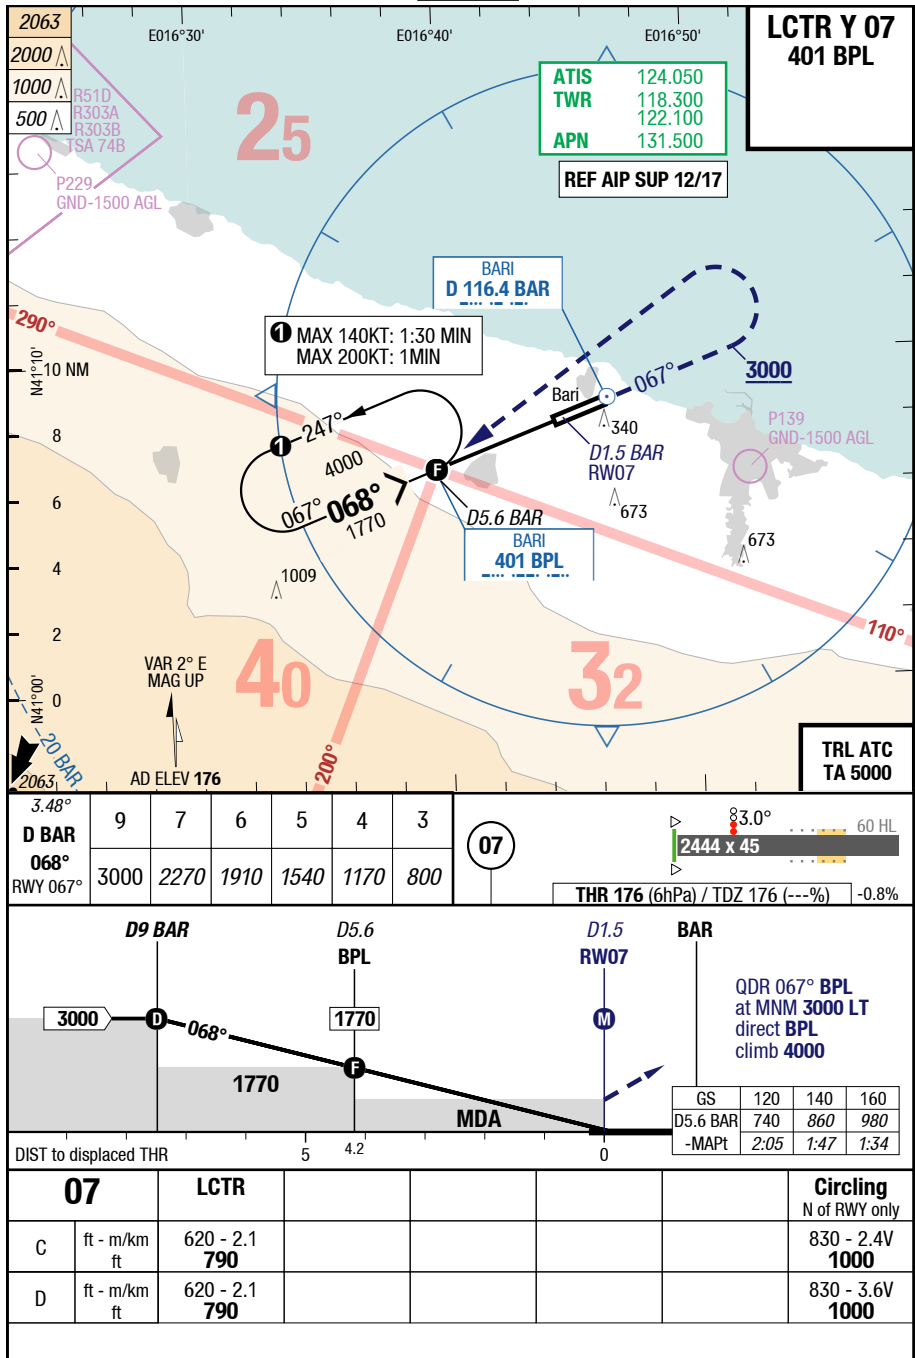 2063
2000
1000
500
E016°30'
E016°40'
E016°50'
LCTR Y 07
401 BPL
ATIS 124.050
TWR 118.300
122.100
APN 131.500
REF AIP SUP 12/17
R51D
R303A
R303B
TSA 74B
P229
GND-1500 AGL
25
BARI
D 116.4 BAR
290°
1 MAX 140KT: 1:30 MIN
MAX 200KT: 1MIN
N41°10'
10 NM
8
6
4
2
0
N41°00'
3000
067°
Bari
340
P139
GND-1500 AGL
D1.5 BAR
RW07
247°
1
4000
F
067°
068°
1770
D5.6 BAR
BARI
401 BPL
673
673
1009
110°
40
32
VAR 2° E
MAG UP
200°
20 BAR
2063
AD ELEV 176
TRL ATC
TA 5000
3.48°
D BAR 9 7 6 5 4 3
068°
RWY 067° 3000 2270 1910 1540 1170 800
07
3.0°
60 HL
2444 x 45
THR 176 (6hPa) / TDZ 176 (---%) -0.8%
D9 BAR D5.6 D1.5 BAR
BPL RW07
3000 D 1770 M
068°
F
1770
MDA
QDR 067° BPL
at MNM 3000 LT
direct BPL
climb 4000
GS 120 140 160
D5.6 BAR 740 860 980
-MAPt 2:05 1:47 1:34
DIST to displaced THR 5 4.2 0
07 LCTR Circling
N of RWY only
C ft - m/km 620 - 2.1 830 - 2.4V
ft 790 1000
D ft - m/km 620 - 2.1 830 - 3.6V
ft 790 1000